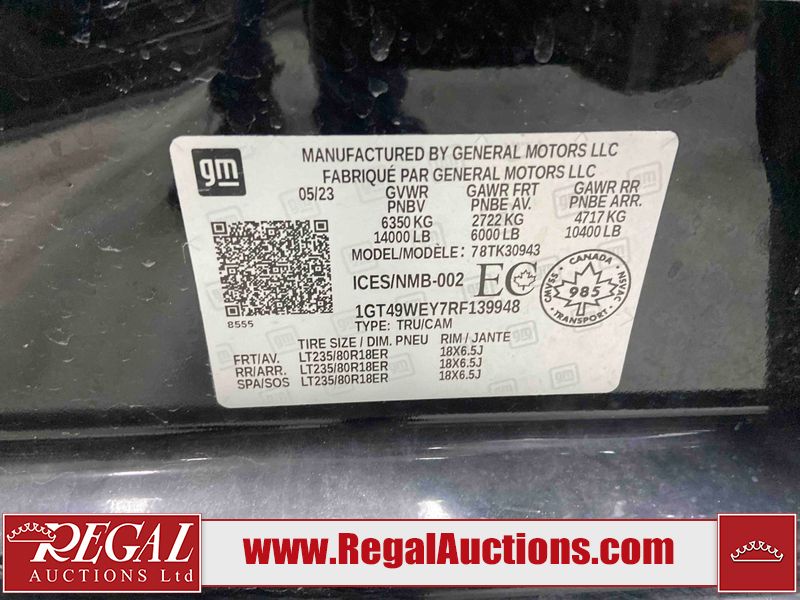 gm
MANUFACTURED BY GENERAL MOTORS LLC
FABRIQUÉ PAR GENERAL MOTORS LLC
05/23 GVWR GAWR FRT GAWR RR
PNBV PNBE AV. PNBE ARR.
6350 KG 2722 KG 4717 KG
14000 LB 6000 LB 10400 LB
MODEL/MODÈLE: 78TK30943
ICES/NMB-002 EC
CANADA
CMVSS 985 NSVAC
TRANSPORT
8555
1GT49WEY7RF139948
TYPE: TRU/CAM
TIRE SIZE / DIM. PNEU RIM / JANTE
FRT/AV. LT235/80R18ER 18X6.5J
RR/ARR. LT235/80R18ER 18X6.5J
SPA/SOS LT235/80R18ER 18X6.5J
REGAL
AUCTIONS Ltd
www.RegalAuctions.com